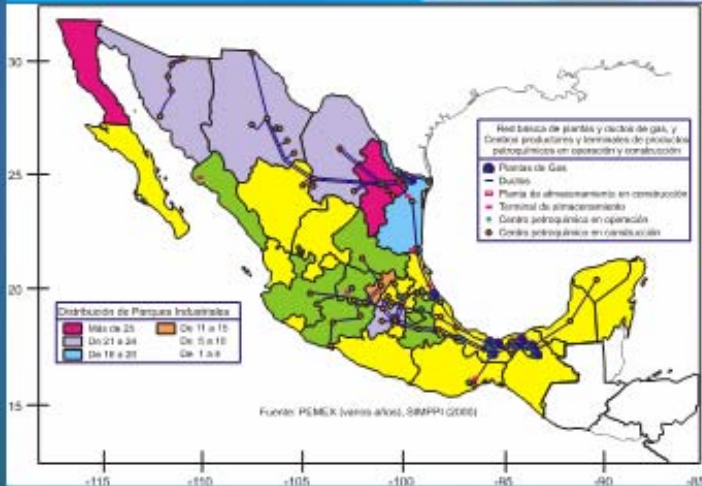 30
25
20
15
-115
-110
-105
-100
-95
-90
-85
Red básica de plantas y ductos de gas, y
Centros productores y terminales de productos
petroquímicos en operación y construcción
Plantas de Gas
Ductos
Planta de almacenamiento en construcción
Terminal de almacenamiento
Centro petroquímico en operación
Centro petroquímico en construcción
Distribución de Parques Industriales
Más de 25
De 21 a 24
De 16 a 20
De 11 a 15
De 5 a 10
De 1 a
Fuente: PEMEX (varios años), SIMPPI (2000)